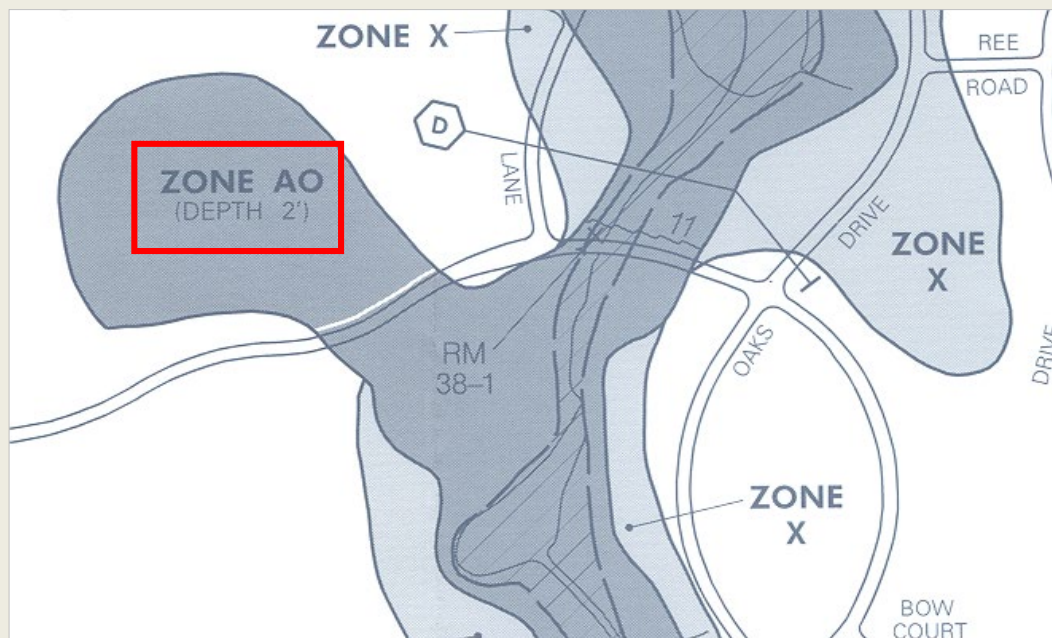 ZONE X
REE
ROAD
D
LANE
ZONE AO
(DEPTH 2')
11
DRIVE
ZONE
X
RM
38–1
OAKS
DRIVE
ZONE
X
BOW
COURT